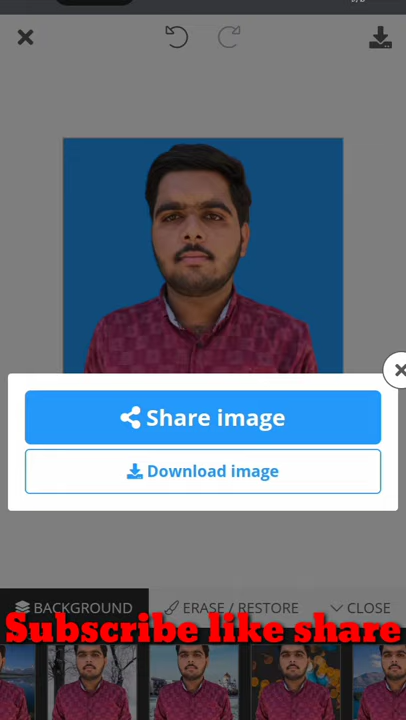 Share image
Download image
BACKGROUND
ERASE / RESTORE
CLOSE
Subscribe like share